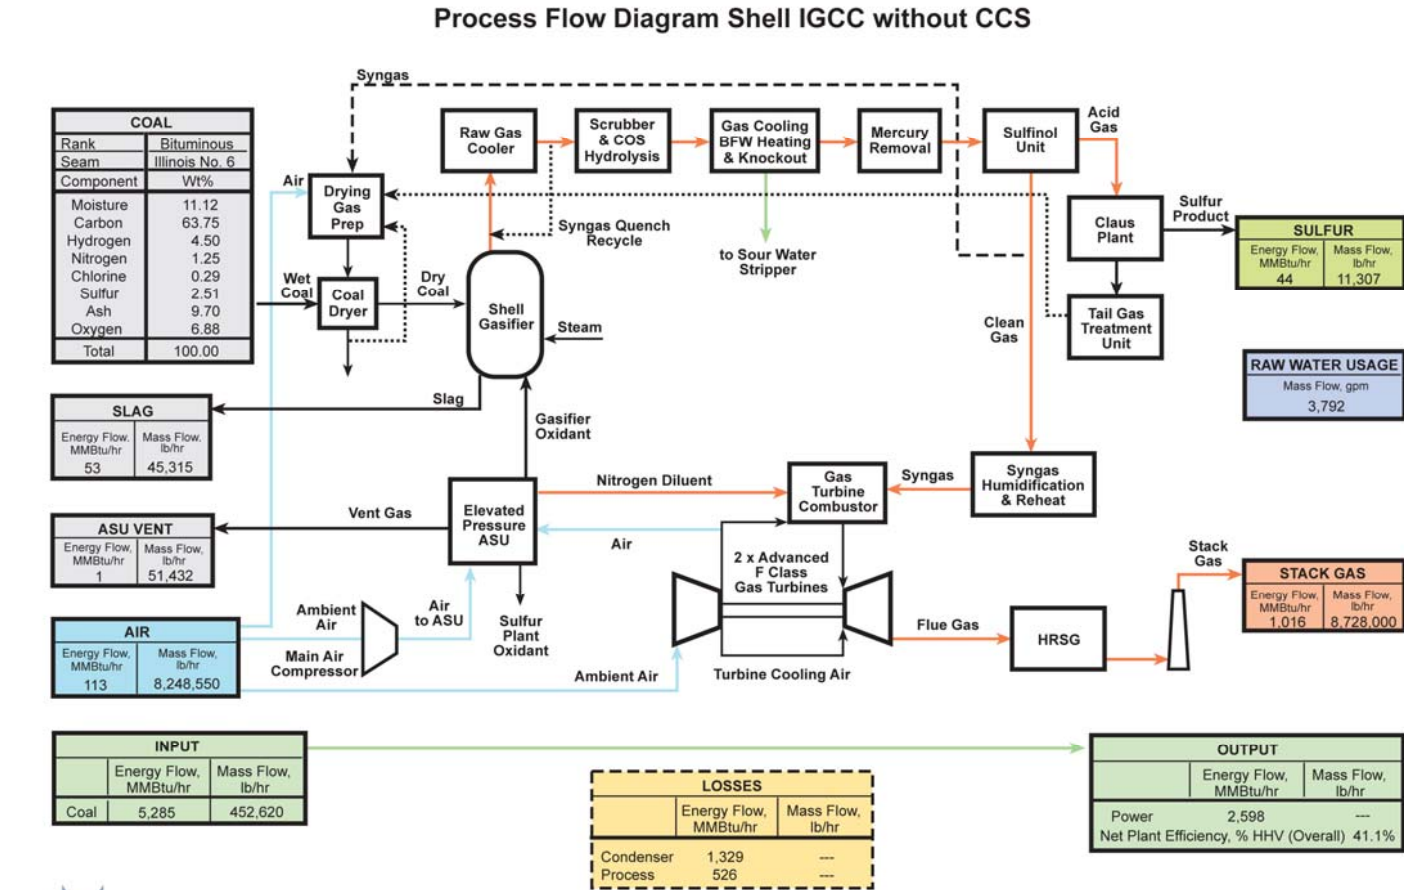 Process Flow Diagram Shell IGCC without CCS
Syngas
COAL
Rank Bituminous
Seam Illinois No. 6
Component Wt%
Moisture 11.12
Carbon 63.75
Hydrogen 4.50
Nitrogen 1.25
Chlorine 0.29
Sulfur 2.51
Ash 9.70
Oxygen 6.88
Total 100.00
Air
Drying
Gas
Prep
Wet
Coal
Coal
Dryer
Dry
Coal
Raw Gas
Cooler
Scrubber
& COS
Hydrolysis
Gas Cooling
BFW Heating
& Knockout
Mercury
Removal
Sulfinol
Unit
Acid
Gas
Syngas Quench
Recycle
to Sour Water
Stripper
Claus
Plant
Sulfur
Product
SULFUR
Energy Flow, MMBtu/hr
Mass Flow, lb/hr
44 11,307
Tail Gas
Treatment
Unit
Clean
Gas
Shell
Gasifier
Steam
RAW WATER USAGE
Mass Flow, gpm
3,792
Slag
SLAG
Energy Flow. MMBtu/hr
Mass Flow. lb/hr
53 45,315
Gasifier
Oxidant
Nitrogen Diluent
Gas
Turbine
Combustor
Syngas
Syngas
Humidification
& Reheat
Vent Gas
ASU VENT
Energy Flow, MMBtu/hr
Mass Flow, lb/hr
1 51,432
Elevated
Pressure
ASU
Air
2 x Advanced
F Class
Gas Turbines
Stack
Gas
STACK GAS
Energy Flow, MMBtu/hr
Mass Flow, lb/hr
1,016 8,728,000
Ambient
Air
Air
to ASU
Sulfur
Plant
Oxidant
Main Air
Compressor
AIR
Energy Flow, MMBtu/hr
Mass Flow, lb/hr
113 8,248,550
Ambient Air
Turbine Cooling Air
Flue Gas
HRSG
INPUT
Energy Flow, MMBtu/hr
Mass Flow, lb/hr
Coal 5,285 452,620
LOSSES
Energy Flow, MMBtu/hr
Mass Flow, lb/hr
Condenser 1,329 ---
Process 526 ---
OUTPUT
Energy Flow, MMBtu/hr
Mass Flow, lb/hr
Power 2,598 ---
Net Plant Efficiency, % HHV (Overall) 41.1%